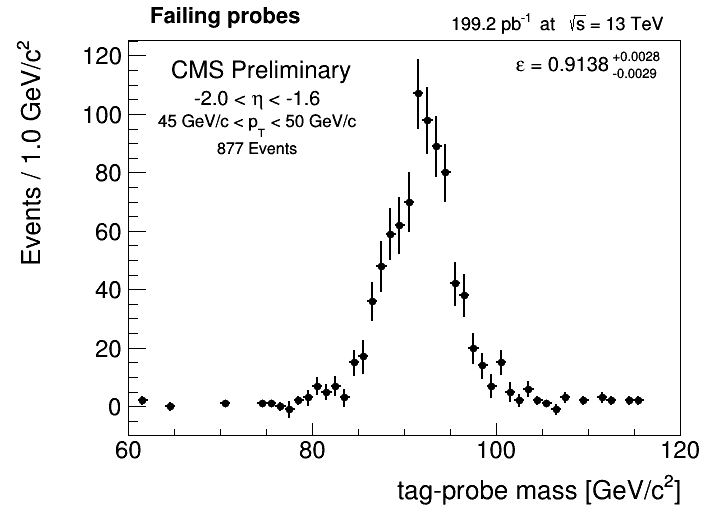 Failing probes
199.2 pb⁻¹ at √s = 13 TeV
CMS Preliminary
-2.0 < η < -1.6
45 GeV/c < p_T < 50 GeV/c
877 Events
ε = 0.9138 +0.0028 -0.0029
Events / 1.0 GeV/c²
120
100
80
60
40
20
0
60 80 100 120
tag-probe mass [GeV/c²]